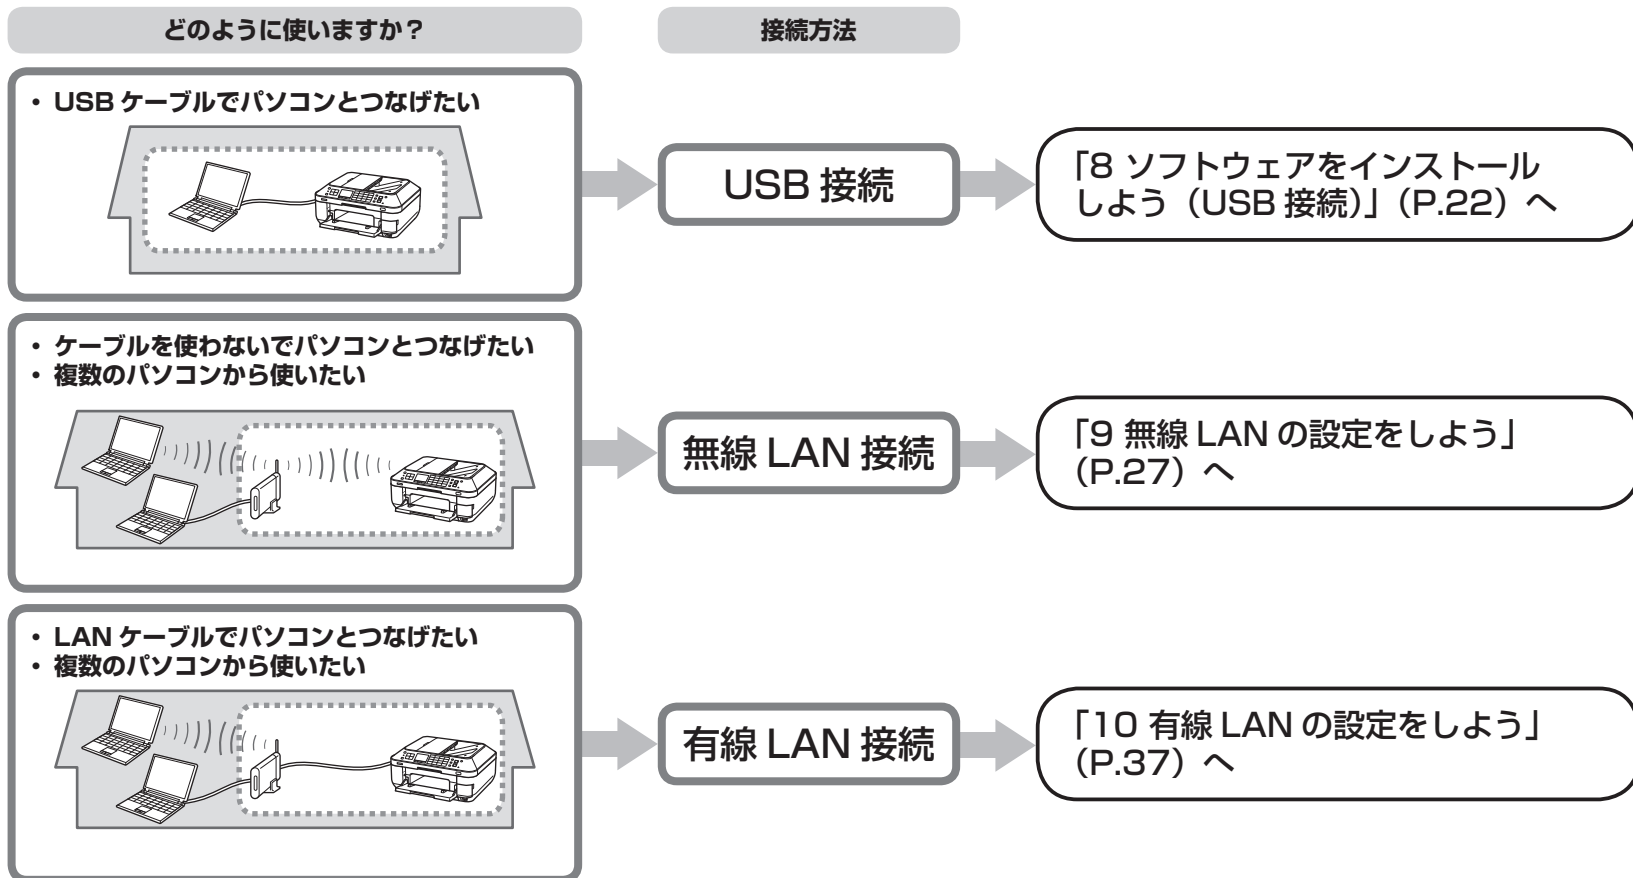 どのように使いますか？
接続方法
・ USB ケーブルでパソコンとつなげたい
USB 接続
「8 ソフトウェアをインストール
しよう（USB 接続）」（P.22）へ
・ ケーブルを使わないでパソコンとつなげたい
・ 複数のパソコンから使いたい
無線 LAN 接続
「9 無線 LAN の設定をしよう」
（P.27）へ
・ LAN ケーブルでパソコンとつなげたい
・ 複数のパソコンから使いたい
有線 LAN 接続
「10 有線 LAN の設定をしよう」
（P.37）へ